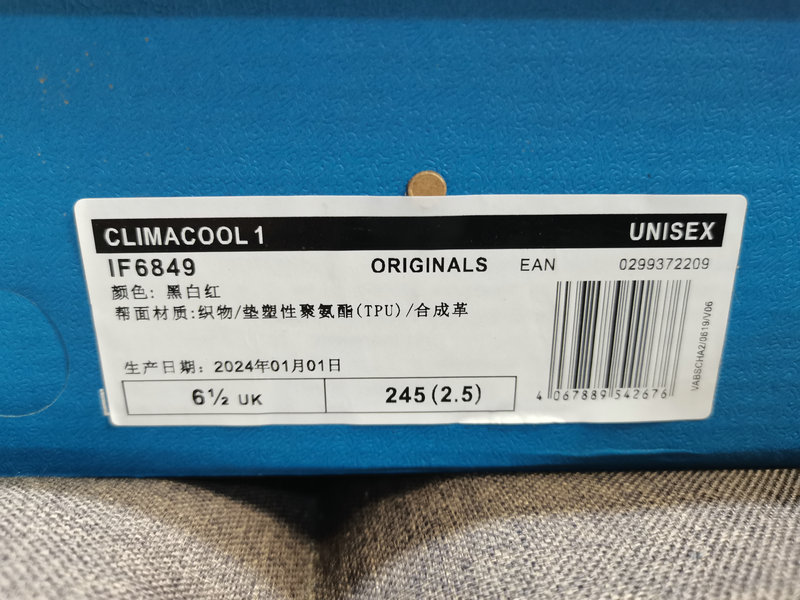 CLIMACOOL 1 UNISEX
IF6849 ORIGINALS EAN 0299372209
颜色: 黑白红
帮面材质:织物/垫塑性聚氨酯(TPU)/合成革
生产日期: 2024年01月01日
6½ UK 245(2.5)
4 067889 542676
VABSCHA2/0619/V06